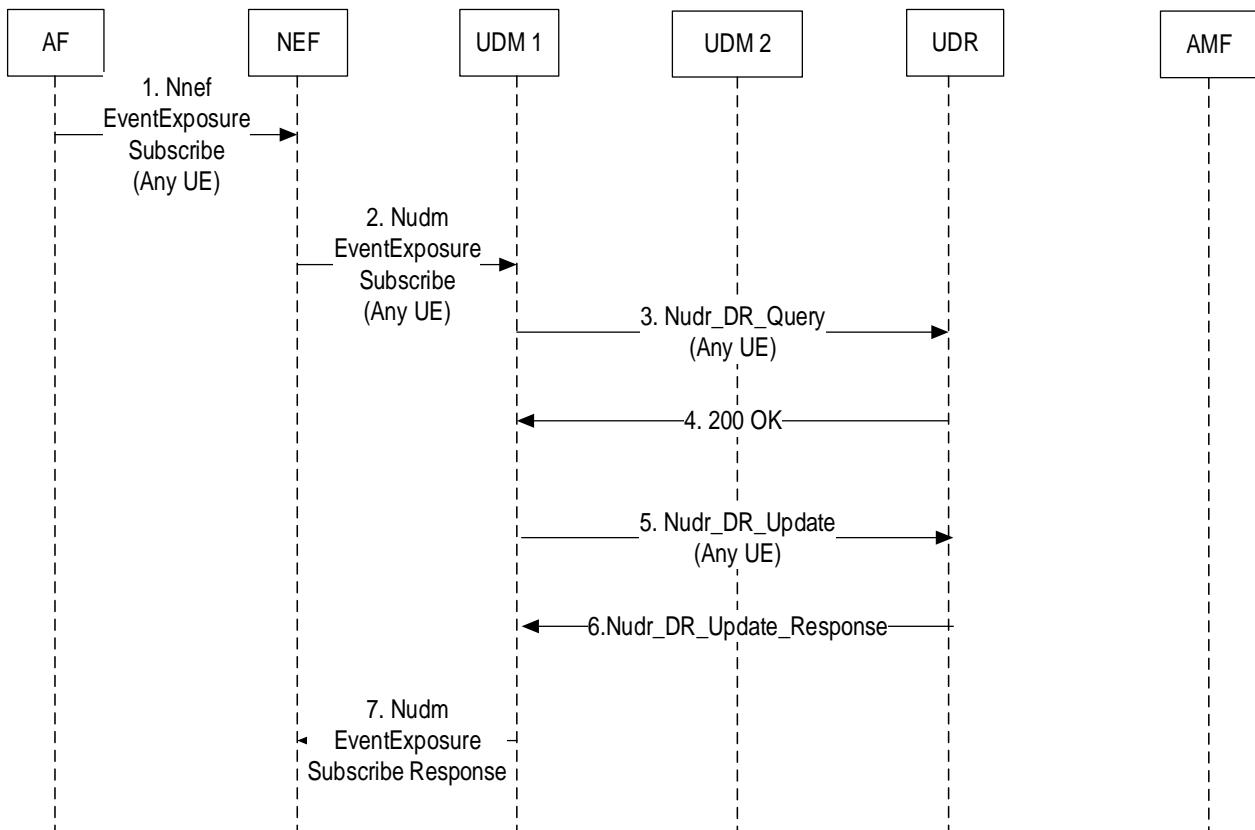 AF
NEF
UDM 1
UDM 2
UDR
AMF
1. Nnef
EventExposure
Subscribe
(Any UE)
2. Nudm
EventExposure
Subscribe
(Any UE)
3. Nudr_DR_Query
(Any UE)
4. 200 OK
5. Nudr_DR_Update
(Any UE)
6.Nudr_DR_Update_Response
7. Nudm
EventExposure
Subscribe Response